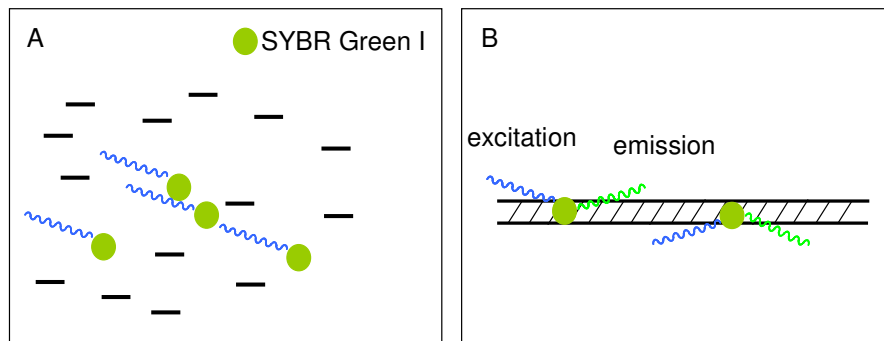 A
SYBR Green I
B
excitation
emission